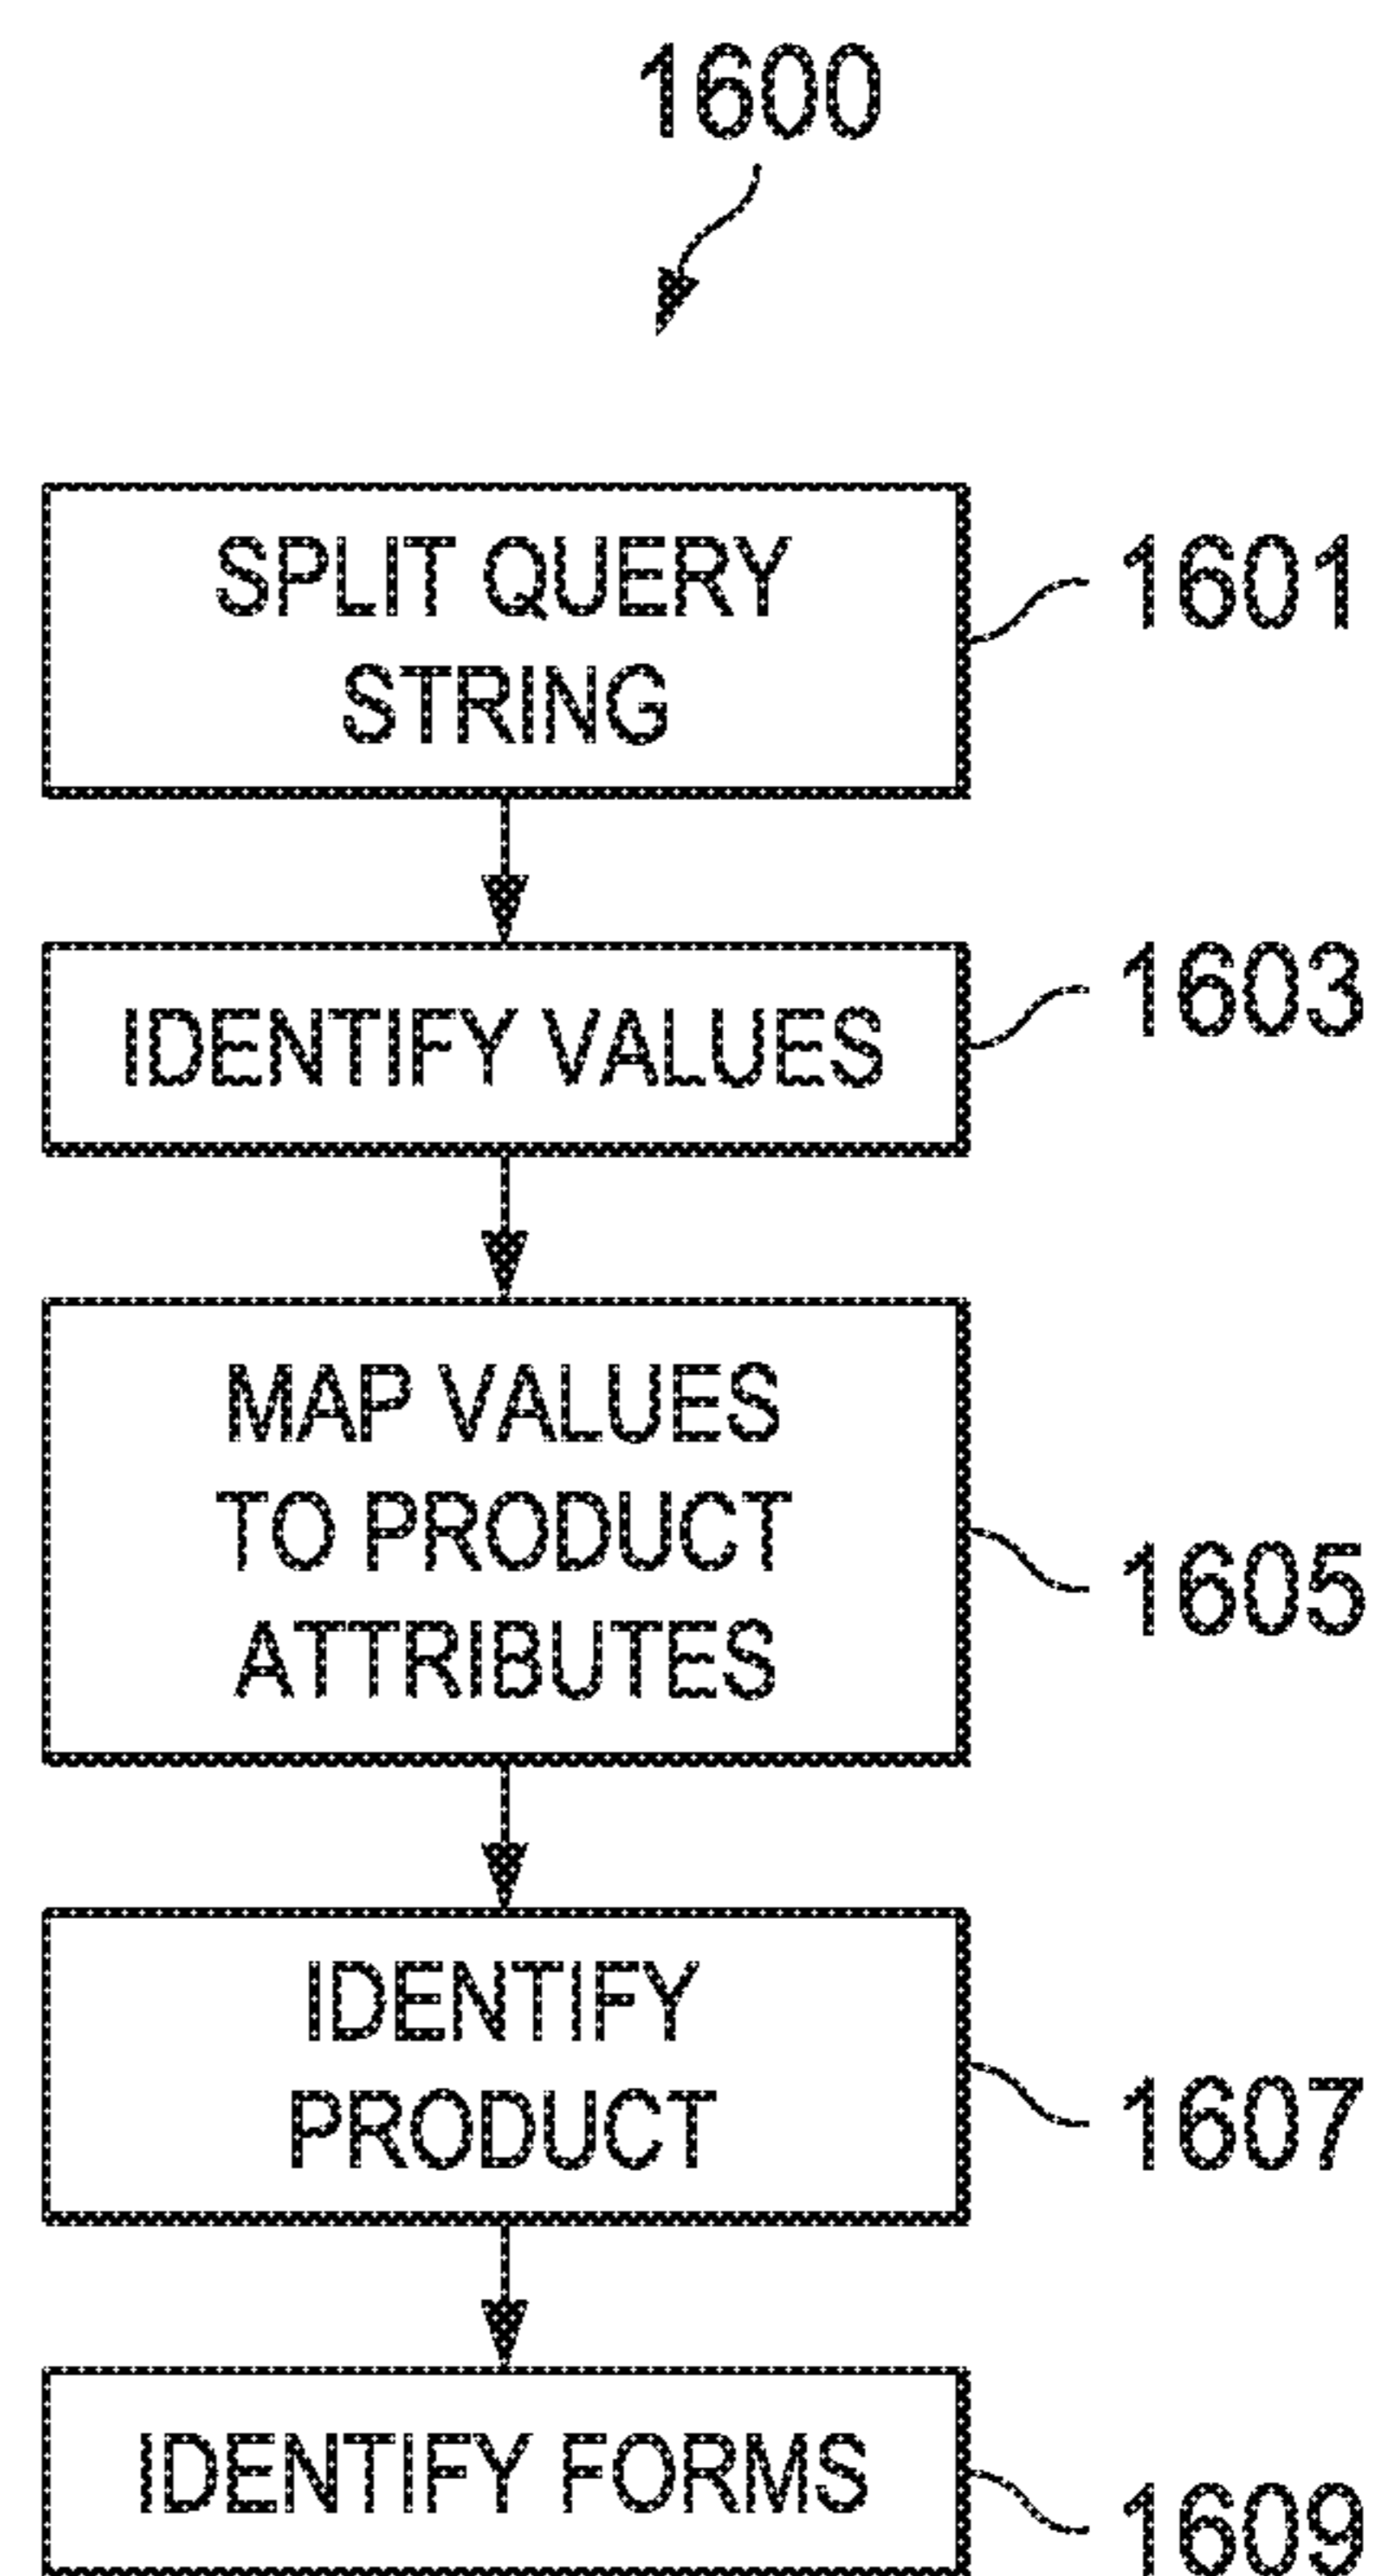 1600
SPLIT QUERY
STRING
1601
IDENTIFY VALUES
1603
MAP VALUES
TO PRODUCT
ATTRIBUTES
1605
IDENTIFY
PRODUCT
1607
IDENTIFY FORMS
1609